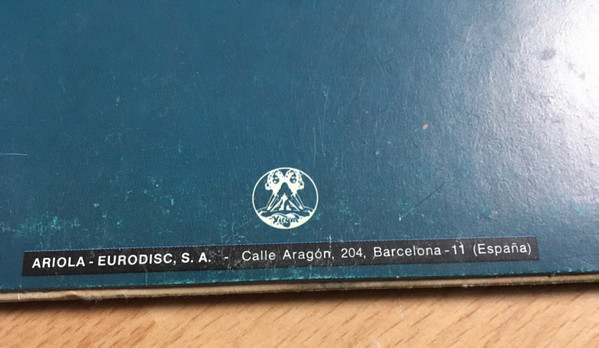 ARIOLA - EURODISC, S. A. - Calle Aragón, 204, Barcelona - 11 (España)